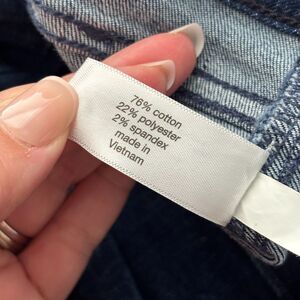 76% cotton
22% polyester
2% spandex
made in
Vietnam